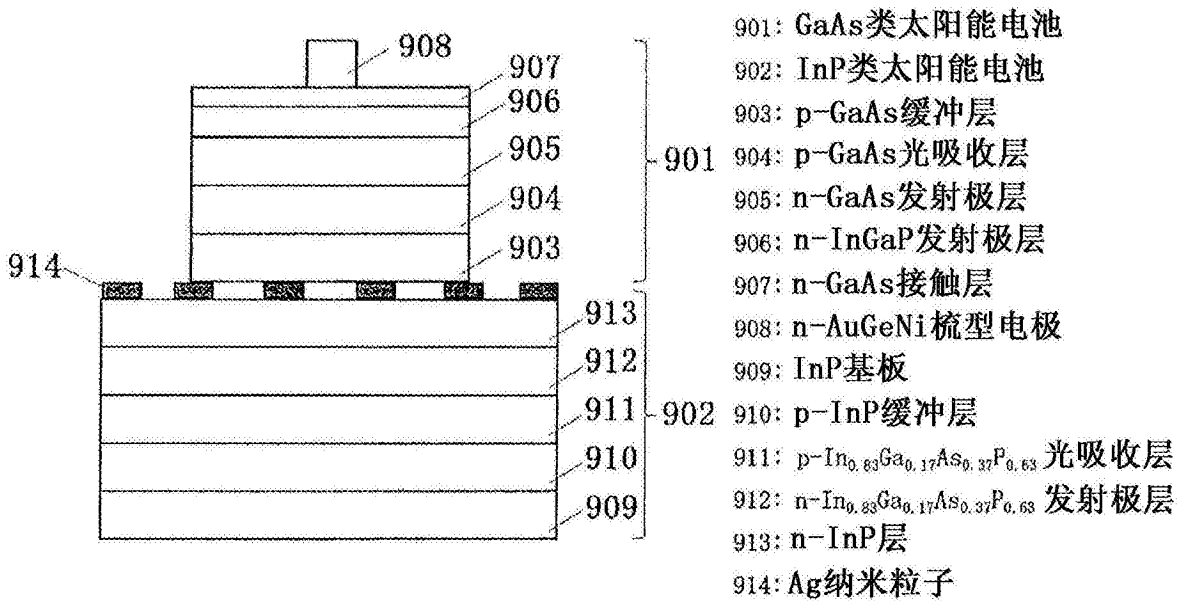 908
907
906
905
904
903
901
914
913
912
911
910
909
902
901: GaAs类太阳能电池
902: InP类太阳能电池
903: p-GaAs缓冲层
904: p-GaAs光吸收层
905: n-GaAs发射极层
906: n-InGaP发射极层
907: n-GaAs接触层
908: n-AuGeNi梳型电极
909: InP基板
910: p-InP缓冲层
911: p-In0.83Ga0.17As0.37P0.63光吸收层
912: n-In0.83Ga0.17As0.37P0.63发射极层
913: n-InP层
914: Ag纳米粒子